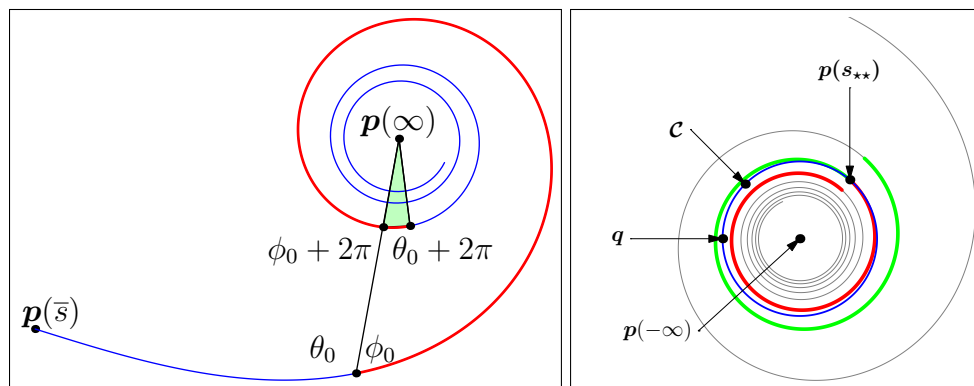 𝒑(∞)
ϕ₀ + 2π
θ₀ + 2π
𝒑(s̅)
θ₀
ϕ₀
𝒑(s⋆⋆)
𝓒
𝒒
𝒑(−∞)